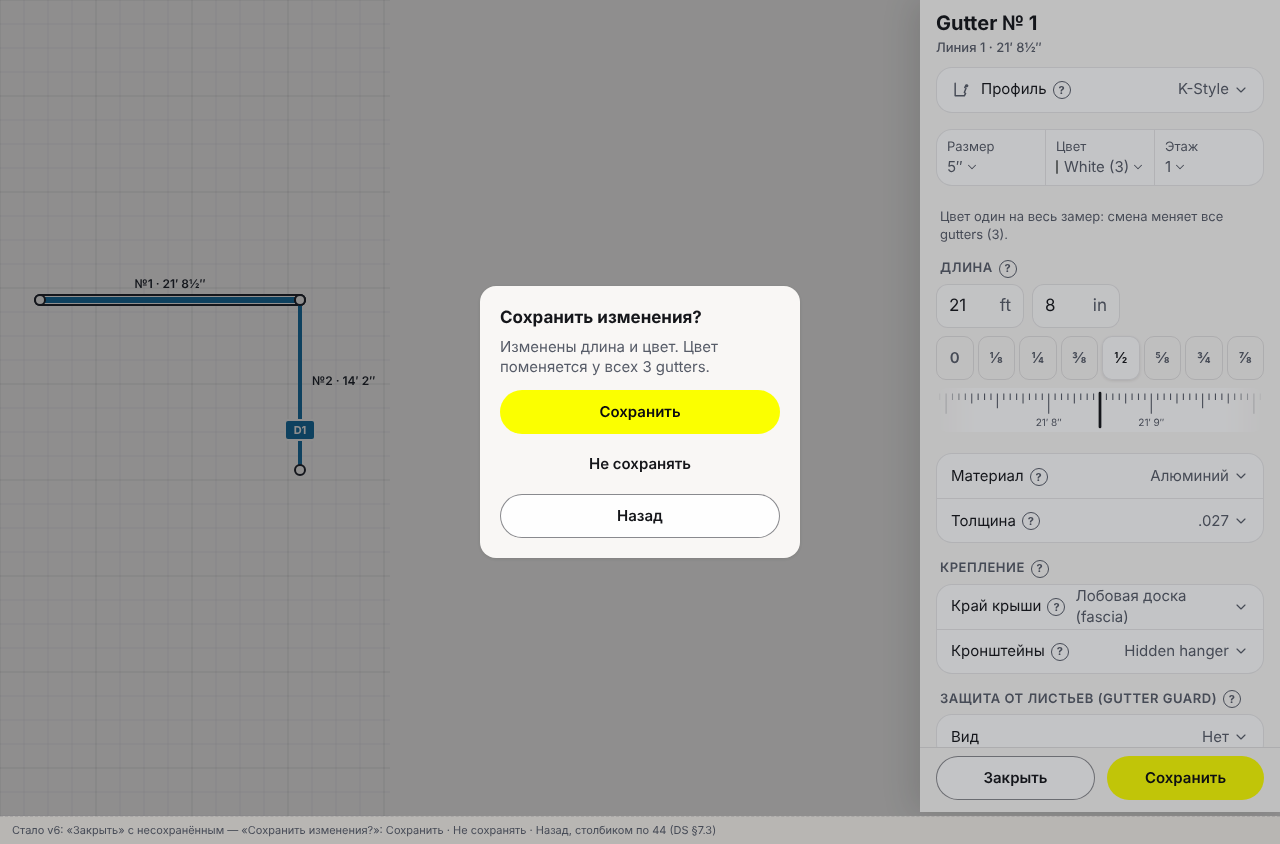 Gutter № 1
Линия 1 · 21′ 8½″
Профиль ? K-Style
Размер Цвет Этаж
5″ White (3) 1
Цвет один на весь замер: смена меняет все
gutters (3).
ДЛИНА ?
21 ft 8 in
0 ⅛ ¼ ⅜ ½ ⅝ ¾ ⅞
21′ 8″ 21′ 9″
Материал ? Алюминий
Толщина ? .027
КРЕПЛЕНИЕ ?
Край крыши ? Лобовая доска
(fascia)
Кронштейны ? Hidden hanger
ЗАЩИТА ОТ ЛИСТЬЕВ (GUTTER GUARD) ?
Вид Нет
Закрыть Сохранить
№1 · 21′ 8½″
№2 · 14′ 2″
D1
Сохранить изменения?
Изменены длина и цвет. Цвет
поменяется у всех 3 gutters.
Сохранить
Не сохранять
Назад
Стало v6: «Закрыть» с несохранённым — «Сохранить изменения?»: Сохранить · Не сохранять · Назад, столбиком по 44 (DS §7.3)